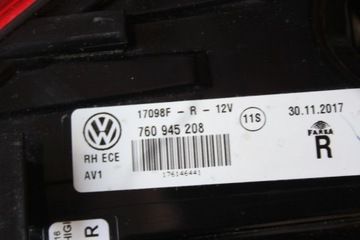 17098F - R - 12V
760 945 208
11S
30.11.2017
RH ECE
AV1
176146441
FARBA
R
R